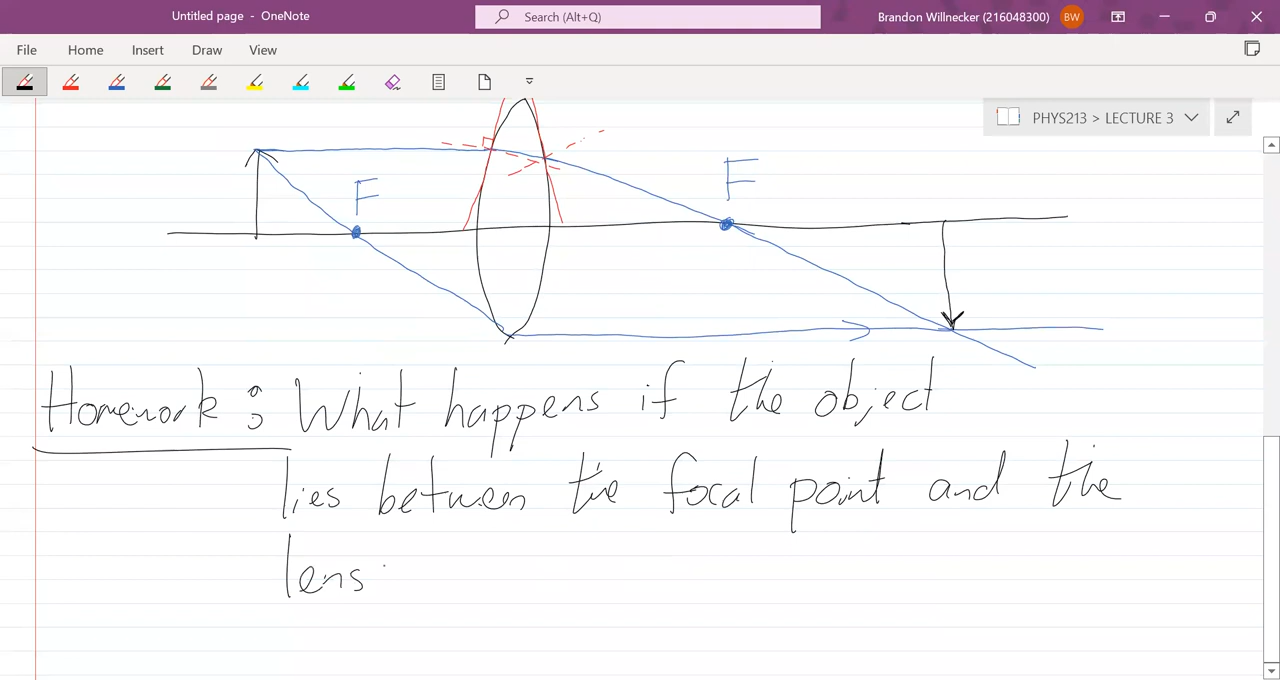 Untitled page - OneNote
Search (Alt+Q)
Brandon Willnecker (216048300)
BW
File Home Insert Draw View
PHYS213 > LECTURE 3
F
F
Homework: What happens if the object
lies between the focal point and the
lens